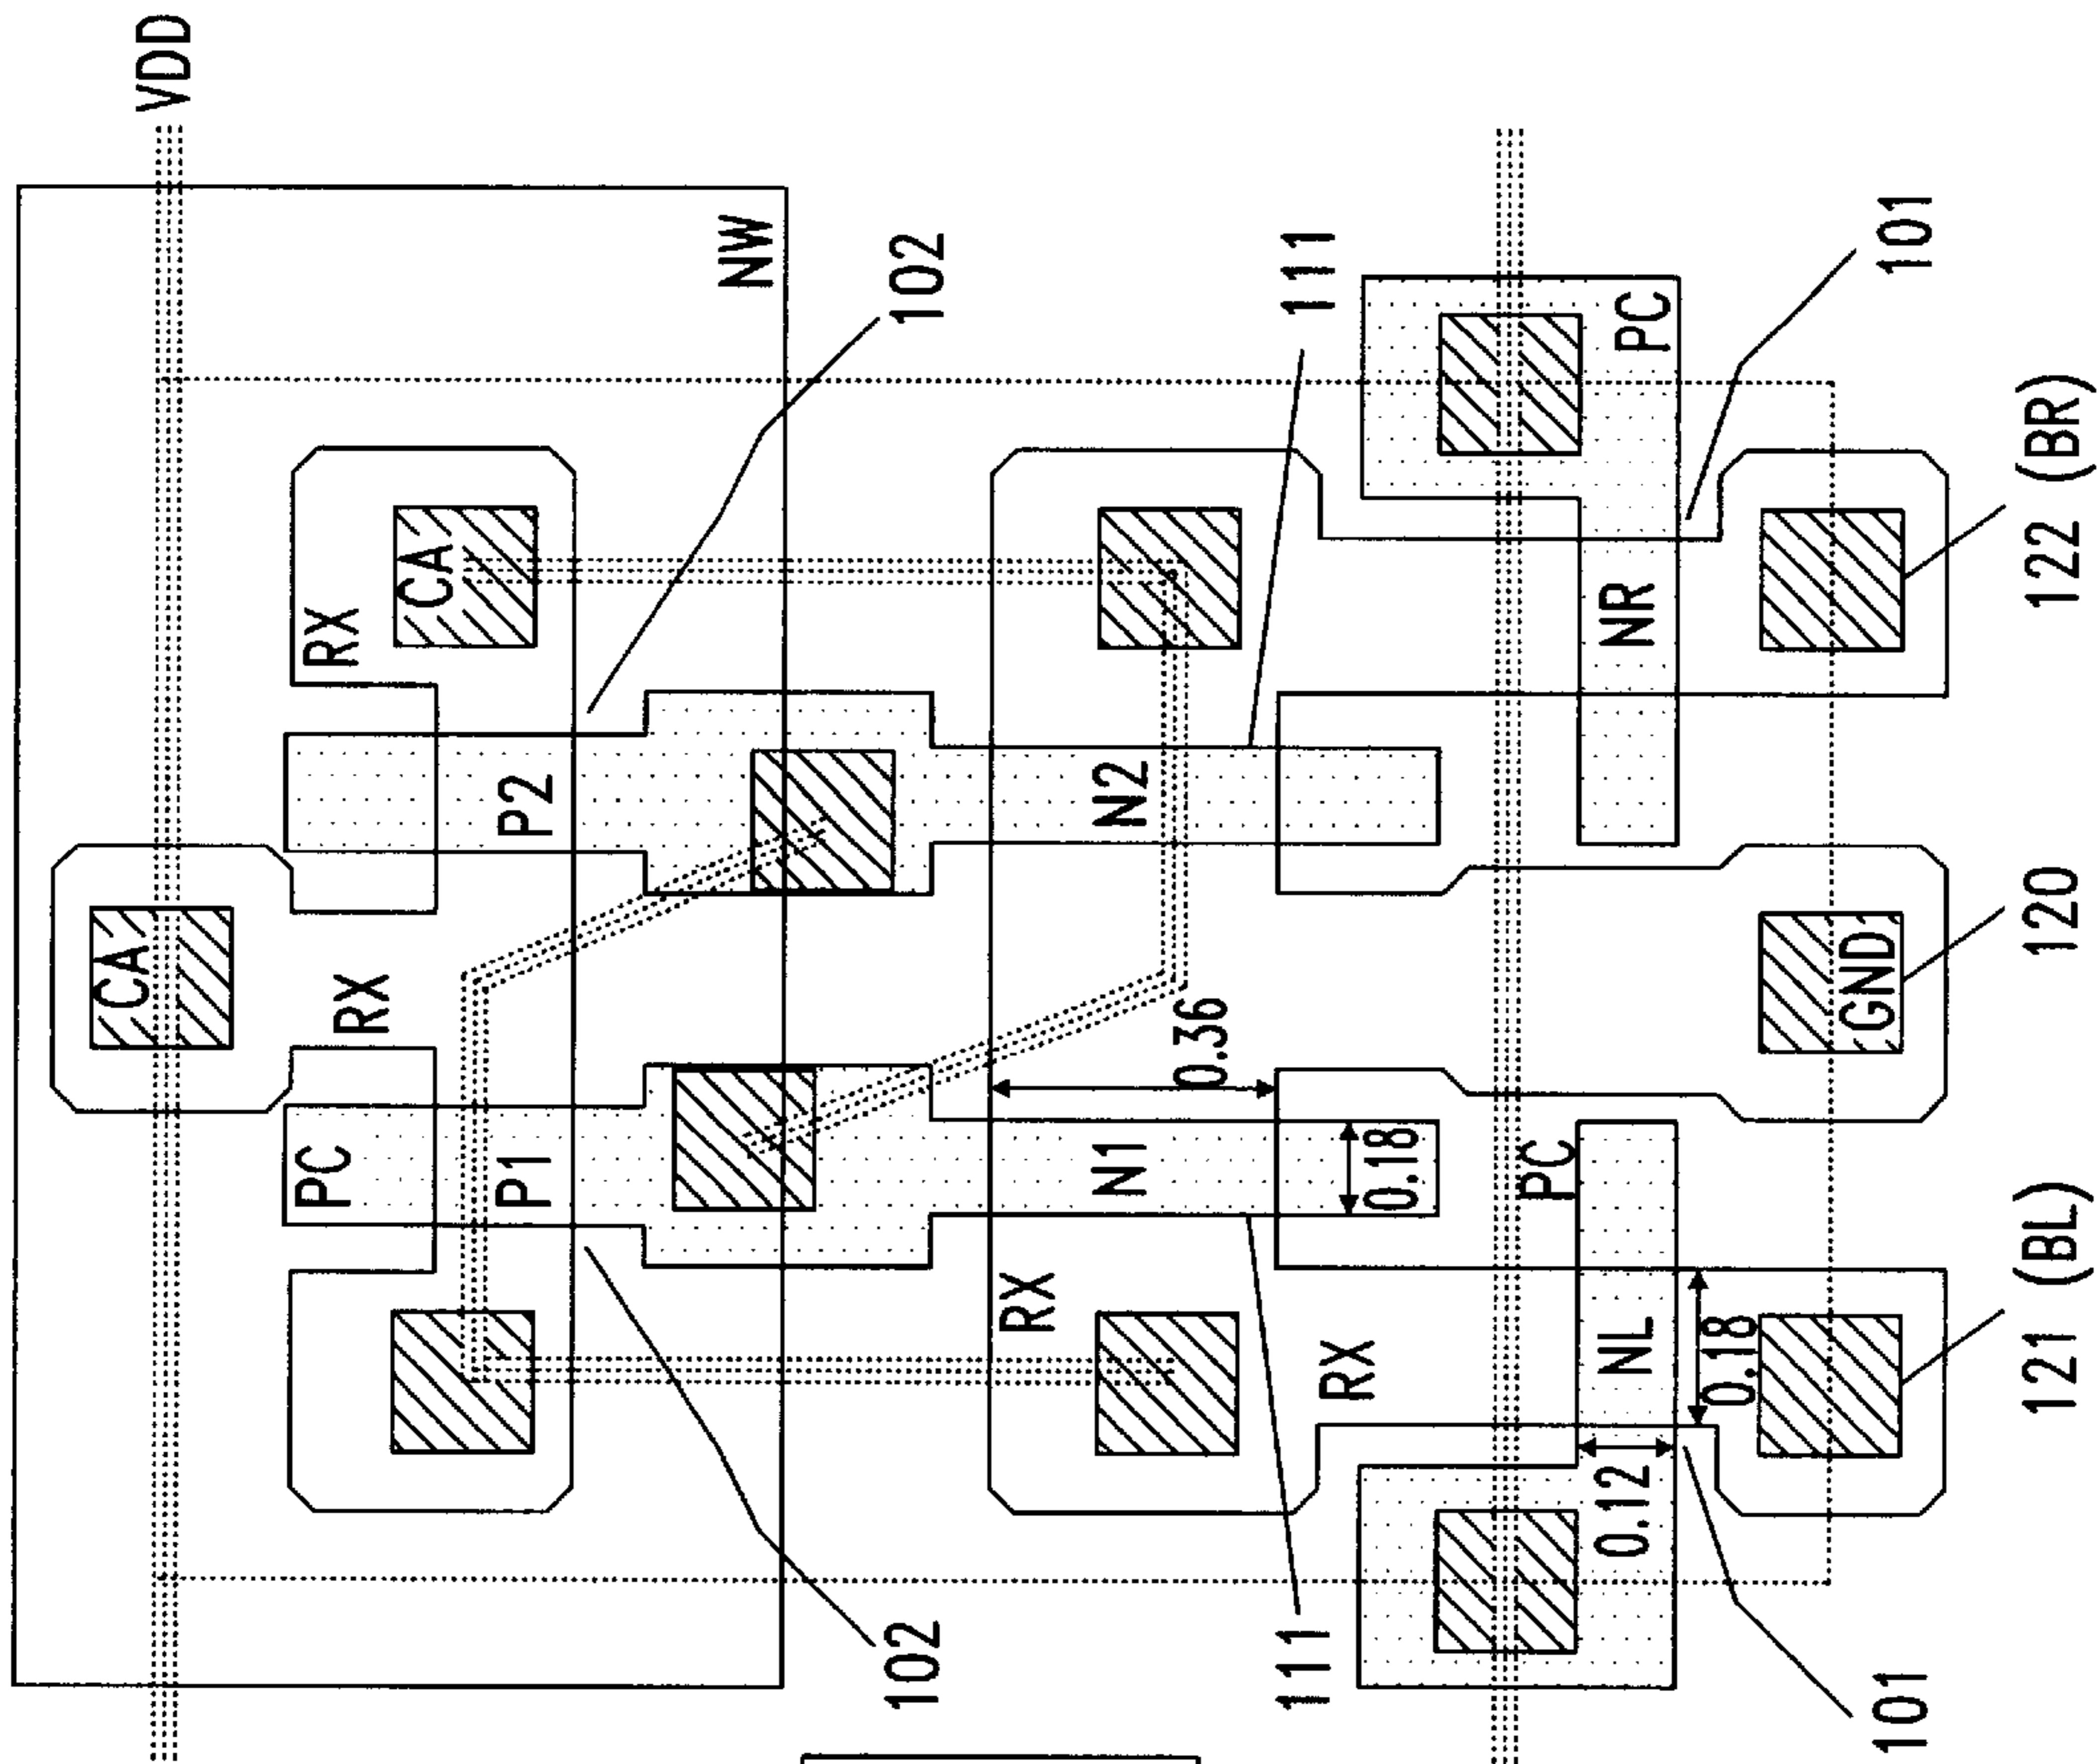 VDD
NW
102
111
101
CA
RX
CA
RX
P2
N2
NR
PC
122 (BR)
PC
P1
N1
0.36
0.18
PC
GND
120
RX
RX
NL
0.18
0.12
121 (BL)
102
111
101